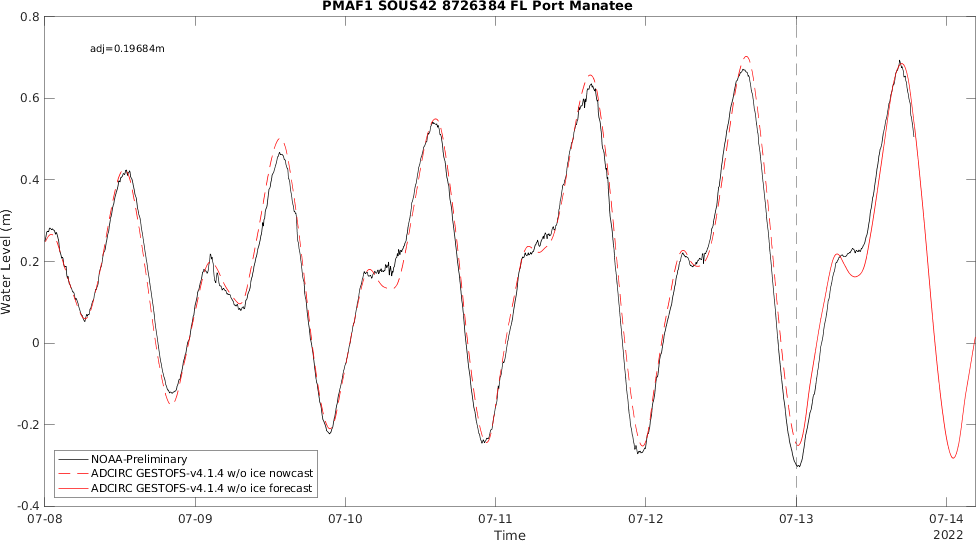 PMAF1 SOUS42 8726384 FL Port Manatee
adj=0.19684m
Water Level (m)
0.8
0.6
0.4
0.2
0
-0.2
-0.4
NOAA-Preliminary
ADCIRC GESTOFS-v4.1.4 w/o ice nowcast
ADCIRC GESTOFS-v4.1.4 w/o ice forecast
07-08 07-09 07-10 07-11 07-12 07-13 07-14
Time 2022